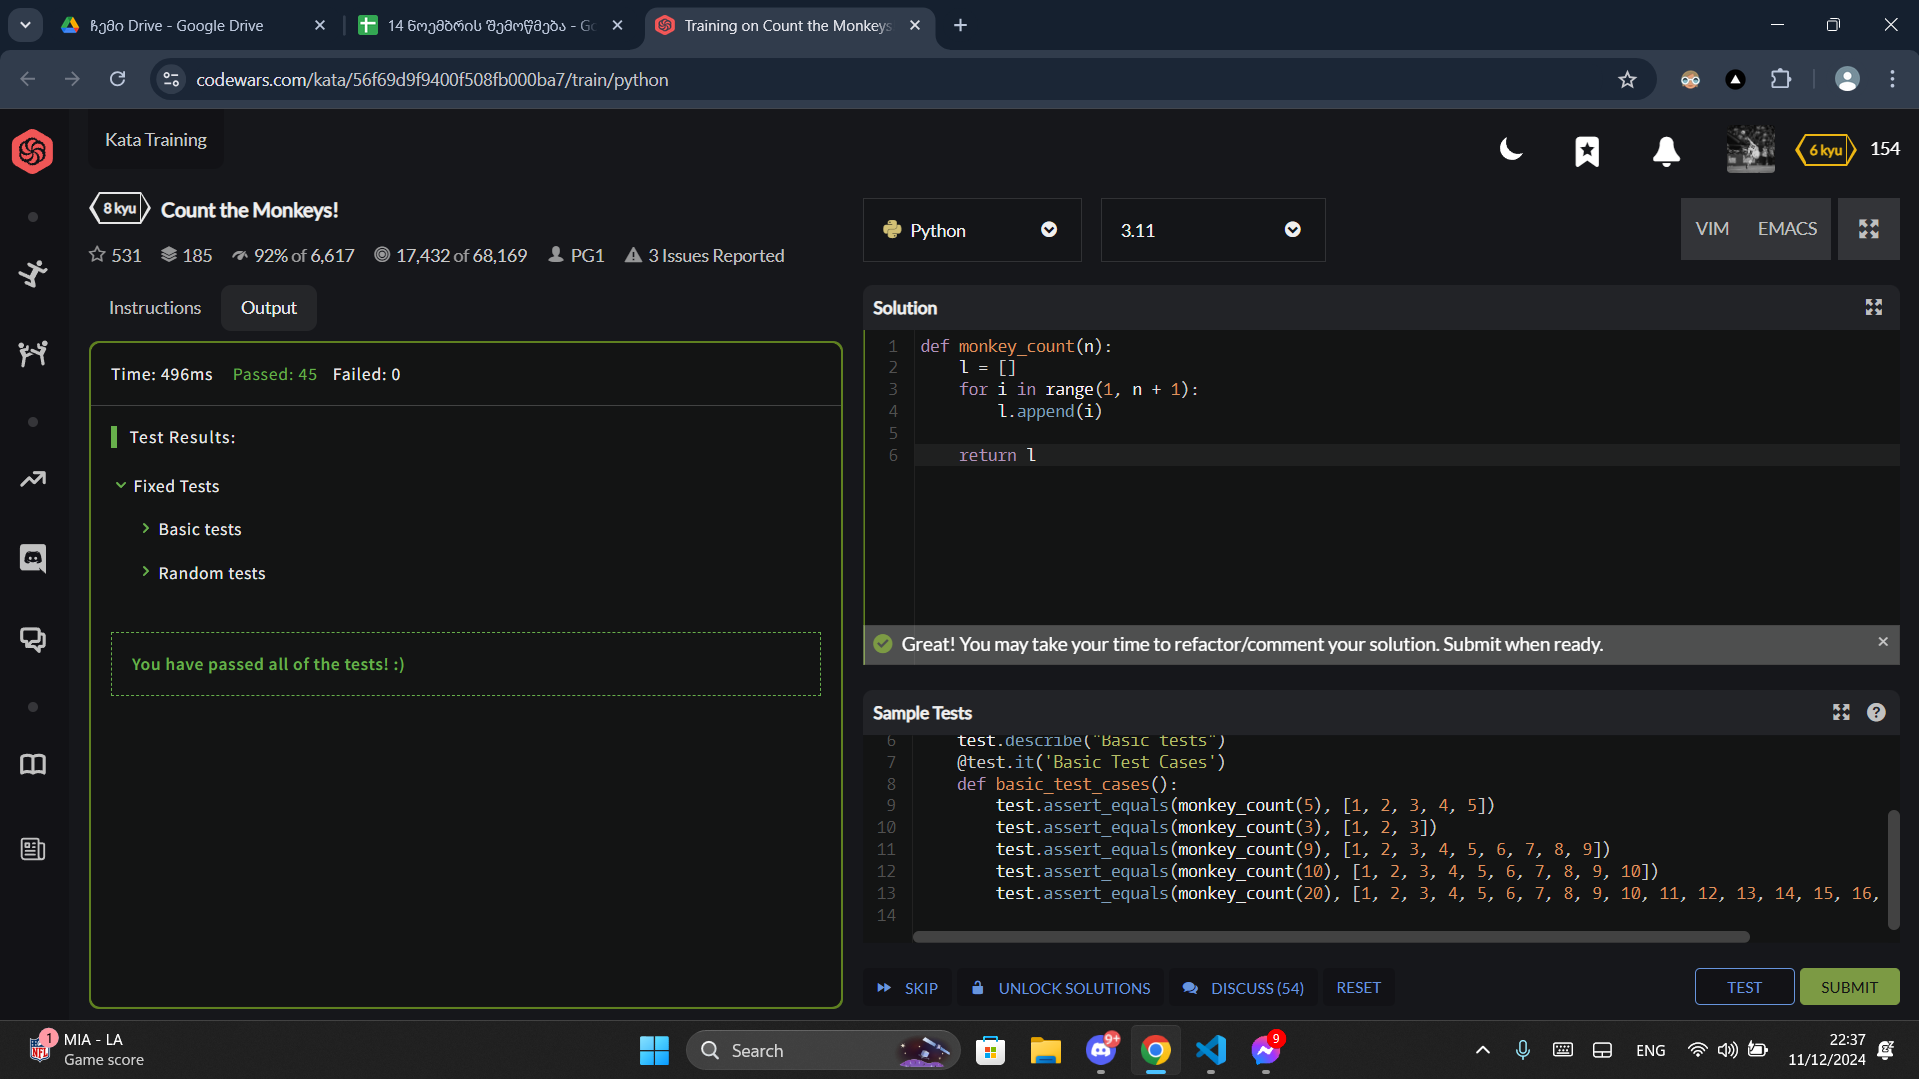 ჩემი Drive - Google Drive
14 ნოემბრის შემოწმება - Go
Training on Count the Monkeys
codewars.com/kata/56f69d9f9400f508fb000ba7/train/python
Kata Training
6 kyu
154
8 kyu
Count the Monkeys!
531
185
92% of 6,617
17,432 of 68,169
PG1
3 Issues Reported
Python
3.11
VIM
EMACS
Instructions
Output
Time: 496ms Passed: 45 Failed: 0
Test Results:
Fixed Tests
Basic tests
Random tests
You have passed all of the tests! :)
Solution
1 def monkey_count(n):
2 l = []
3 for i in range(1, n + 1):
4 l.append(i)
5
6 return l
Great! You may take your time to refactor/comment your solution. Submit when ready.
Sample Tests
6 test.describe("Basic tests")
7 @test.it('Basic Test Cases')
8 def basic_test_cases():
9 test.assert_equals(monkey_count(5), [1, 2, 3, 4, 5])
10 test.assert_equals(monkey_count(3), [1, 2, 3])
11 test.assert_equals(monkey_count(9), [1, 2, 3, 4, 5, 6, 7, 8, 9])
12 test.assert_equals(monkey_count(10), [1, 2, 3, 4, 5, 6, 7, 8, 9, 10])
13 test.assert_equals(monkey_count(20), [1, 2, 3, 4, 5, 6, 7, 8, 9, 10, 11, 12, 13, 14, 15, 16,
14
SKIP
UNLOCK SOLUTIONS
DISCUSS (54)
RESET
TEST
SUBMIT
1
NFL
MIA - LA
Game score
Search
9+
9
ENG
22:37
11/12/2024